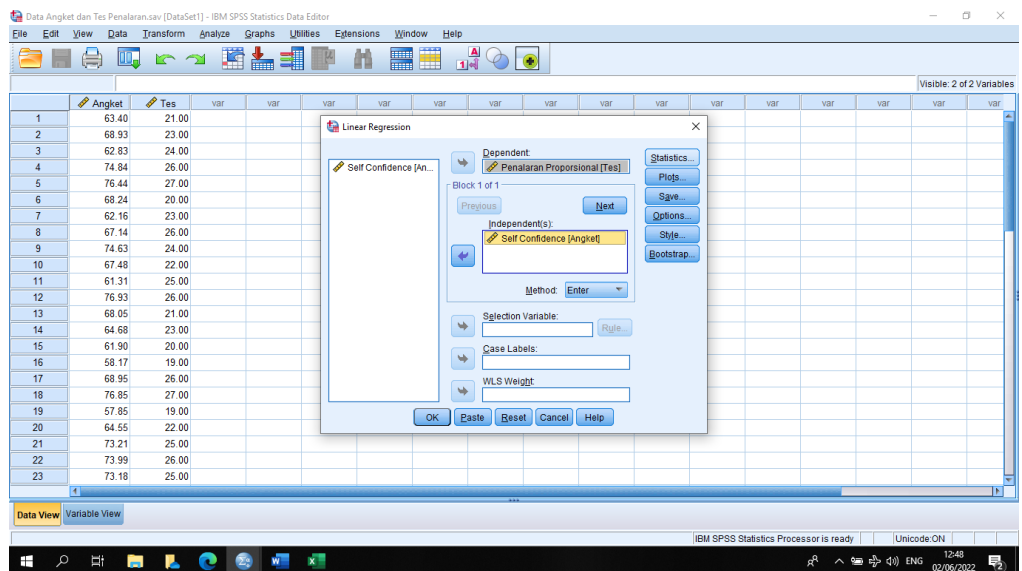 Data Angket dan Tes Penalaran.sav [DataSet1] - IBM SPSS Statistics Data Editor
File Edit View Data Transform Analyze Graphs Utilities Extensions Window Help
Visible: 2 of 2 Variables
Angket Tes var var var var var var var var var var var var var var var
1 63.40 21.00
2 68.93 23.00
3 62.83 24.00
4 74.84 26.00
5 76.44 27.00
6 68.24 20.00
7 62.16 23.00
8 67.14 26.00
9 74.63 24.00
10 67.48 22.00
11 61.31 25.00
12 76.93 26.00
13 68.05 21.00
14 64.68 23.00
15 61.90 20.00
16 58.17 19.00
17 68.95 26.00
18 76.85 27.00
19 57.85 19.00
20 64.55 22.00
21 73.21 25.00
22 73.99 26.00
23 73.18 25.00
Linear Regression
Self Confidence [An...
Dependent:
Penalaran Proporsional [Tes]
Block 1 of 1
Previous Next
Independent(s):
Self Confidence [Angket]
Method: Enter
Selection Variable:
Rule...
Case Labels:
WLS Weight:
Statistics...
Plots...
Save...
Options...
Style...
Bootstrap...
OK Paste Reset Cancel Help
Data View Variable View
IBM SPSS Statistics Processor is ready Unicode:ON
ENG 12:48
02/06/2022